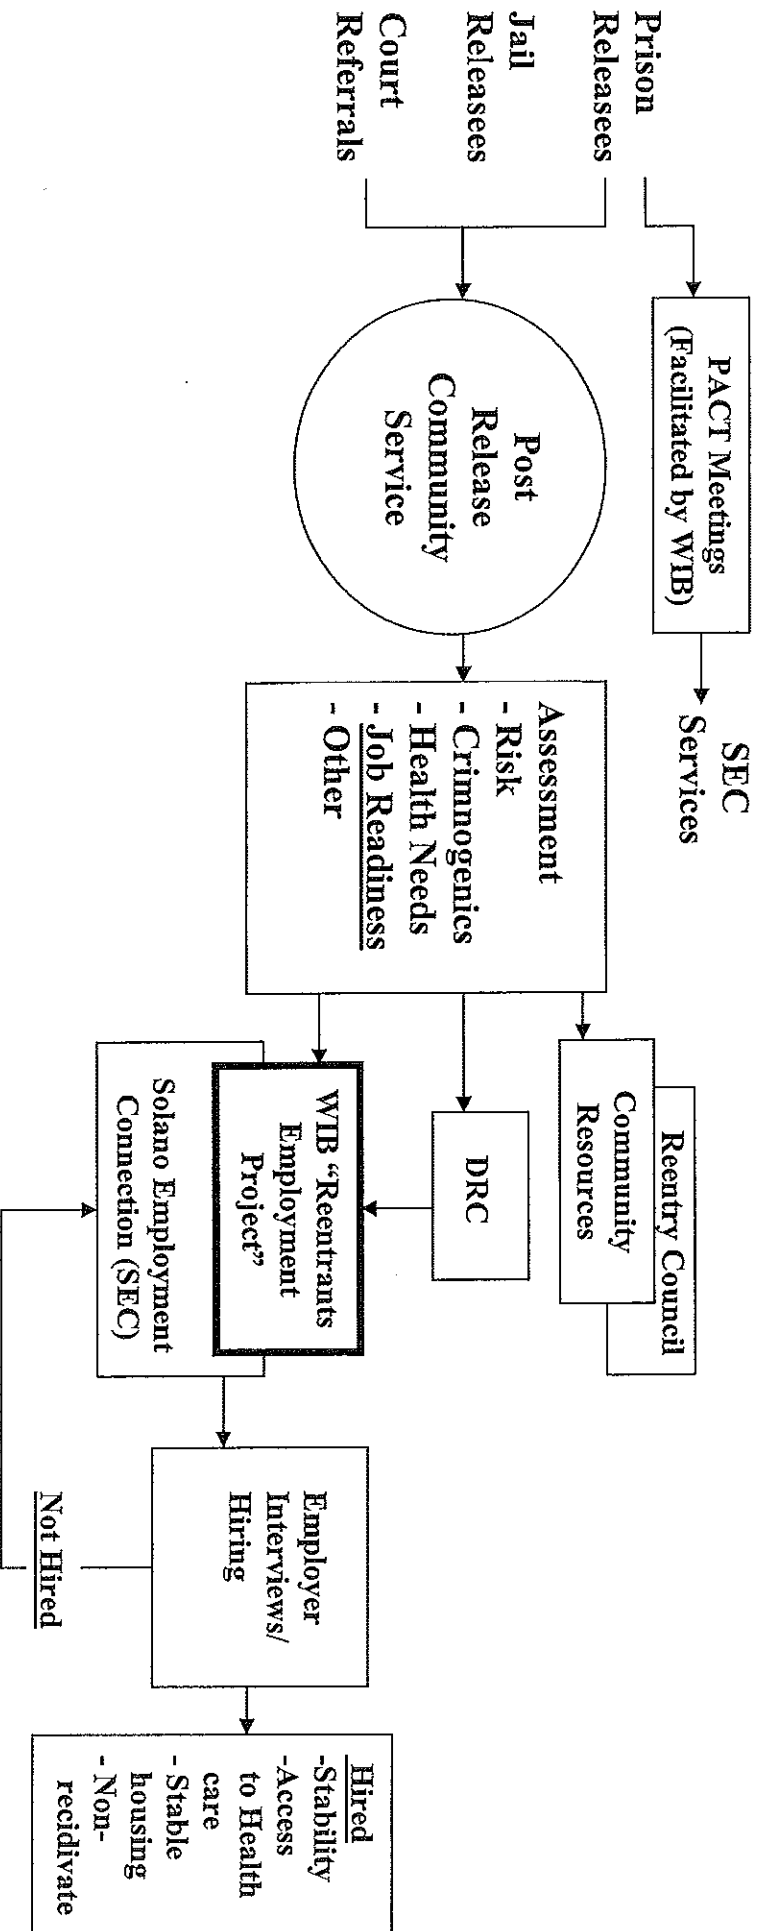 Prison
Releasees
Jail
Releasees
Court
Referrals
PACT Meetings
(Facilitated by WIB)
SEC
Services
Post
Release
Community
Service
Assessment
- Risk
- Crimnogenics
- Health Needs
- Job Readiness
- Other
Reentry Council
Community
Resources
DRC
WIB “Reentrants
Employment
Project”
Solano Employment
Connection (SEC)
Employer
Interviews/
Hiring
Not Hired
Hired
-Stability
-Access
to Health
care
- Stable
housing
- Non-
recidivate